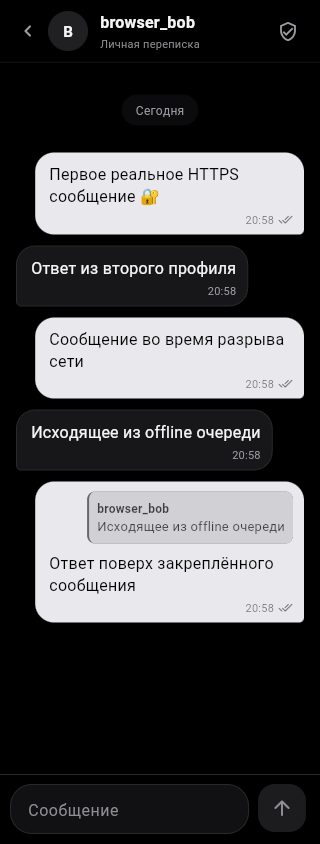 B
browser_bob
Личная переписка
Сегодня
Первое реальное HTTPS
сообщение 🔐
20:58
Ответ из второго профиля
20:58
Сообщение во время разрыва
сети
20:58
Исходящее из offline очереди
20:58
browser_bob
Исходящее из offline очереди
Ответ поверх закреплённого
сообщения
20:58
Сообщение